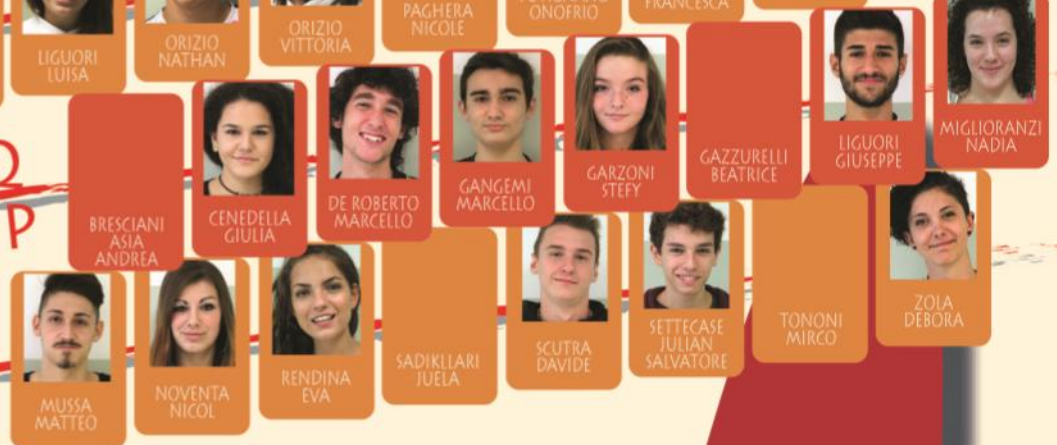 LIGUORI
LUISA
ORIZIO
NATHAN
ORIZIO
VITTORIA
PAGHERA
NICOLE
ONOFRIO
FRANCESCA
BRESCIANI
ASIA
ANDREA
CENEDELLA
GIULIA
DE ROBERTO
MARCELLO
GANGEMI
MARCELLO
GARZONI
STEFY
GAZZURELLI
BEATRICE
LIGUORI
GIUSEPPE
MIGLIORANZI
NADIA
P
MUSSA
MATTEO
NOVENTA
NICOL
RENDINA
EVA
SADIKLLARI
JUELA
SCUTRA
DAVIDE
SETTECASE
JULIAN
SALVATORE
TONONI
MIRCO
ZOLA
DEBORA